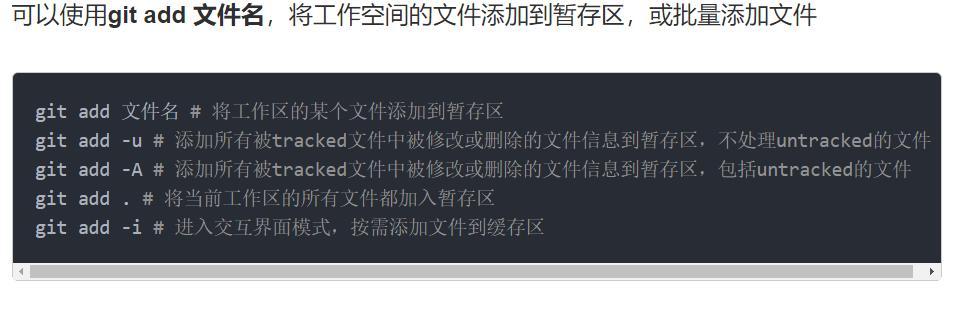 可以使用git add 文件名，将工作空间的文件添加到暂存区，或批量添加文件
git add 文件名 # 将工作区的某个文件添加到暂存区
git add -u # 添加所有被tracked文件中被修改或删除的文件信息到暂存区，不处理untracked的文件
git add -A # 添加所有被tracked文件中被修改或删除的文件信息到暂存区，包括untracked的文件
git add . # 将当前工作区的所有文件都加入暂存区
git add -i # 进入交互界面模式，按需添加文件到缓存区